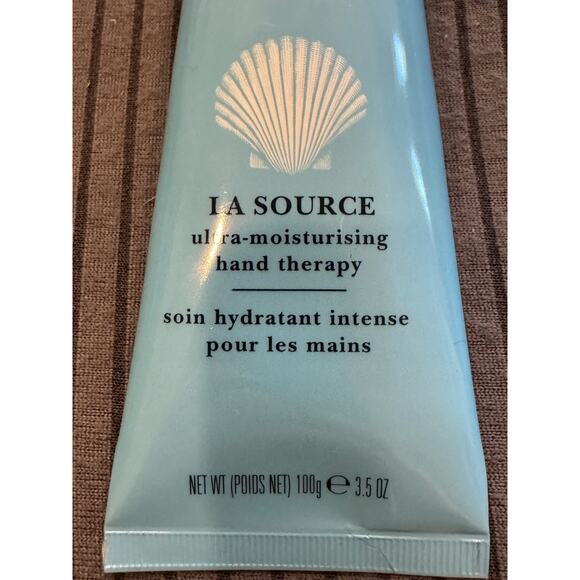 LA SOURCE
ultra-moisturising
hand therapy
soin hydratant intense
pour les mains
NET WT (POIDS NET) 100g ℮ 3.5 OZ